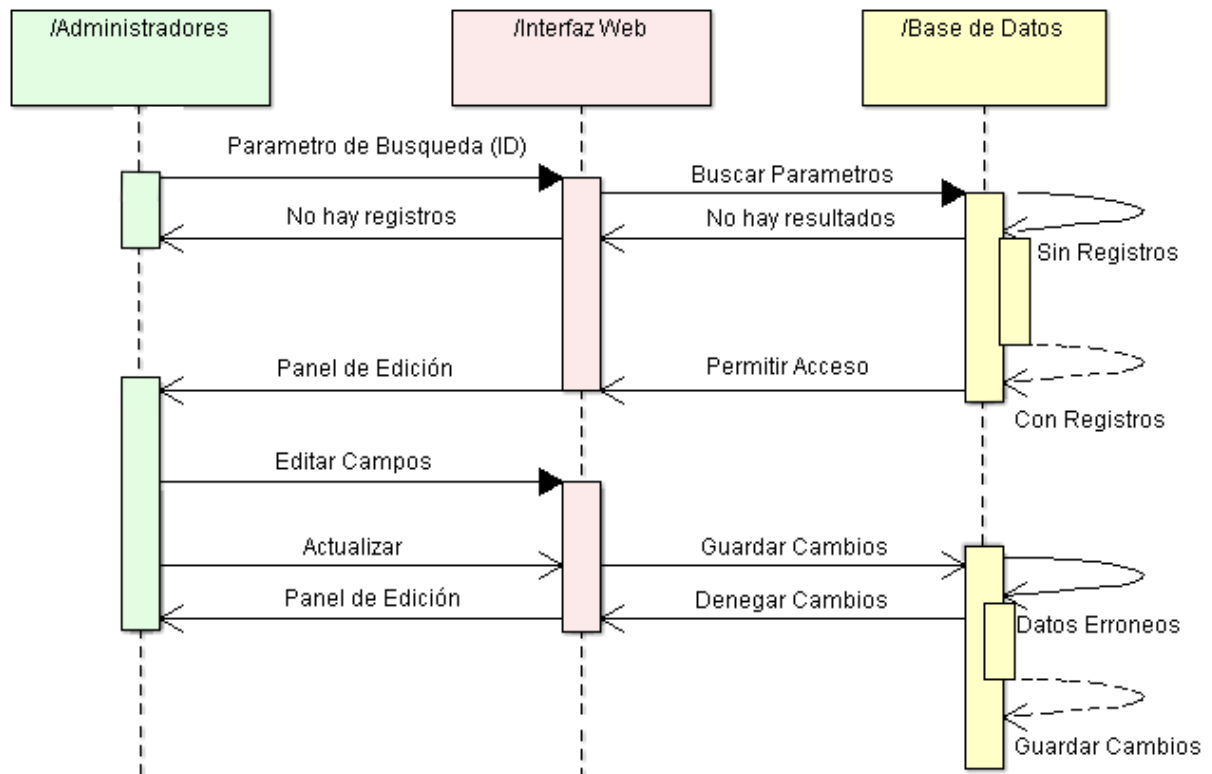 /Administradores
/Interfaz Web
/Base de Datos
Parametro de Busqueda (ID)
Buscar Parametros
No hay registros
No hay resultados
Sin Registros
Panel de Edición
Permitir Acceso
Con Registros
Editar Campos
Actualizar
Guardar Cambios
Panel de Edición
Denegar Cambios
Datos Erroneos
Guardar Cambios